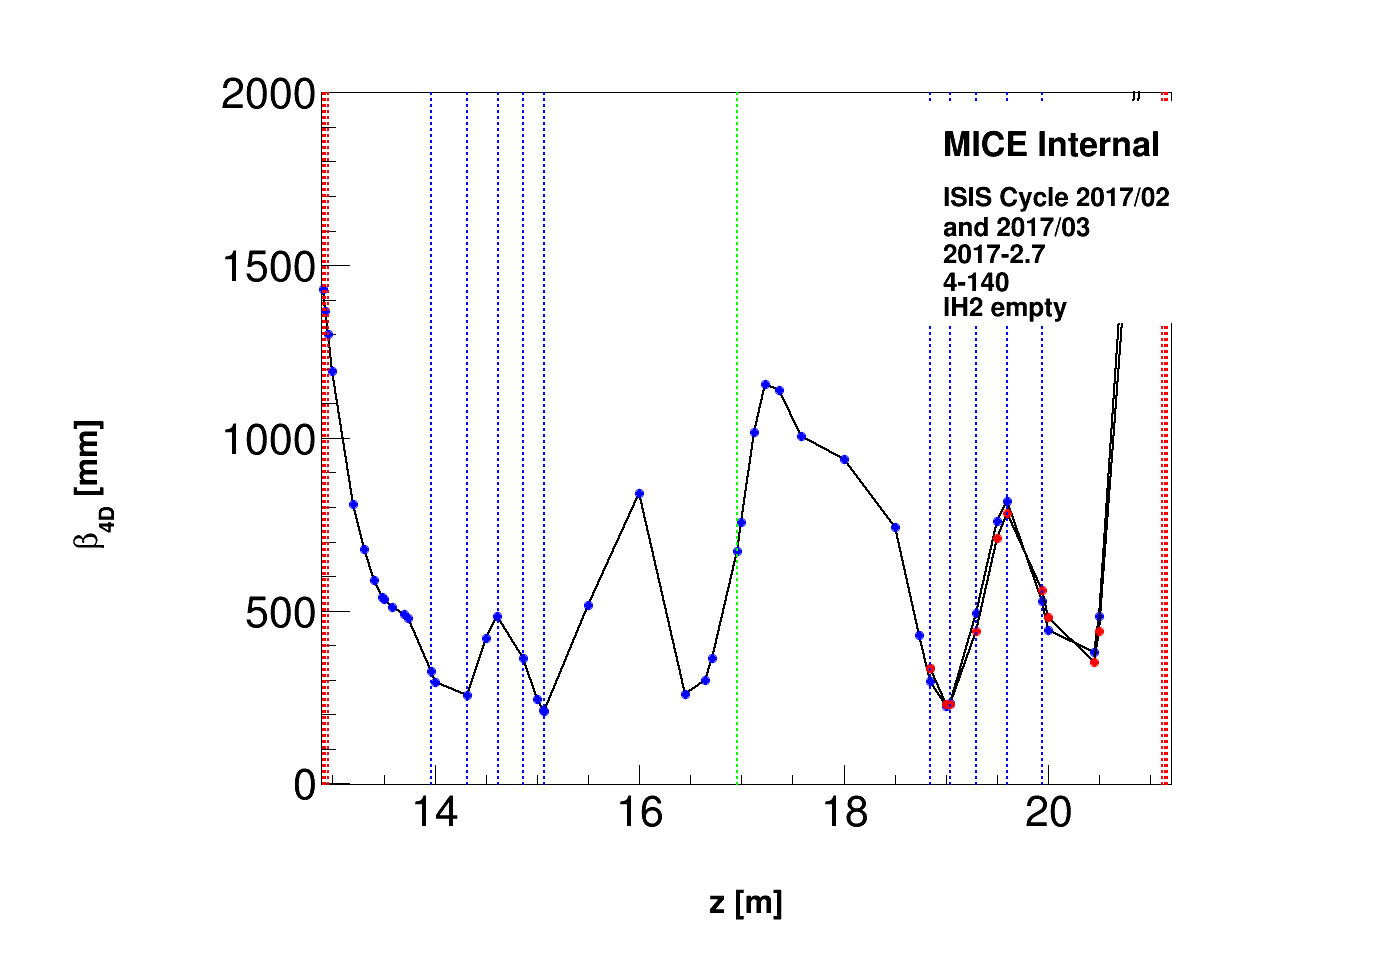 2000
1500
1000
500
0
β4D [mm]
14 16 18 20
z [m]
MICE Internal
ISIS Cycle 2017/02
and 2017/03
2017-2.7
4-140
lH2 empty